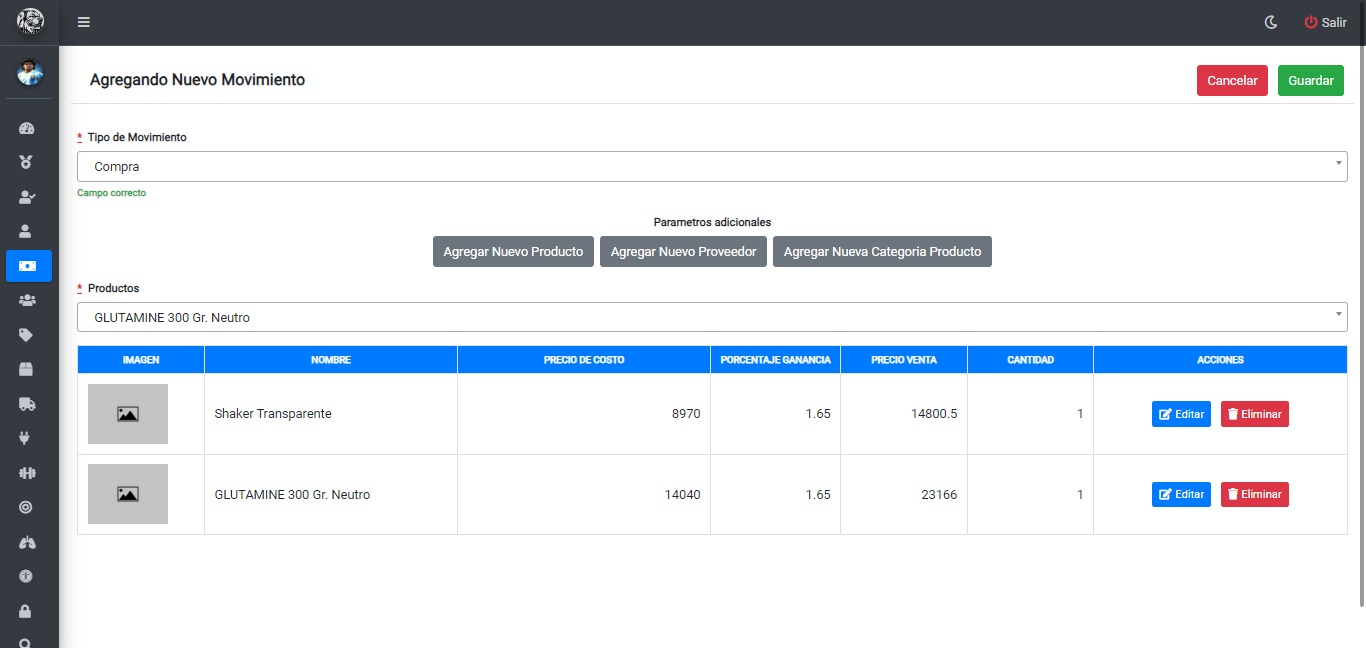 Salir
Agregando Nuevo Movimiento
Cancelar
Guardar
* Tipo de Movimiento
Compra
Campo correcto
Parametros adicionales
Agregar Nuevo Producto
Agregar Nuevo Proveedor
Agregar Nueva Categoria Producto
* Productos
GLUTAMINE 300 Gr. Neutro
IMAGEN NOMBRE PRECIO DE COSTO PORCENTAJE GANANCIA PRECIO VENTA CANTIDAD ACCIONES
Shaker Transparente 8970 1.65 14800.5 1 Editar Eliminar
GLUTAMINE 300 Gr. Neutro 14040 1.65 23166 1 Editar Eliminar